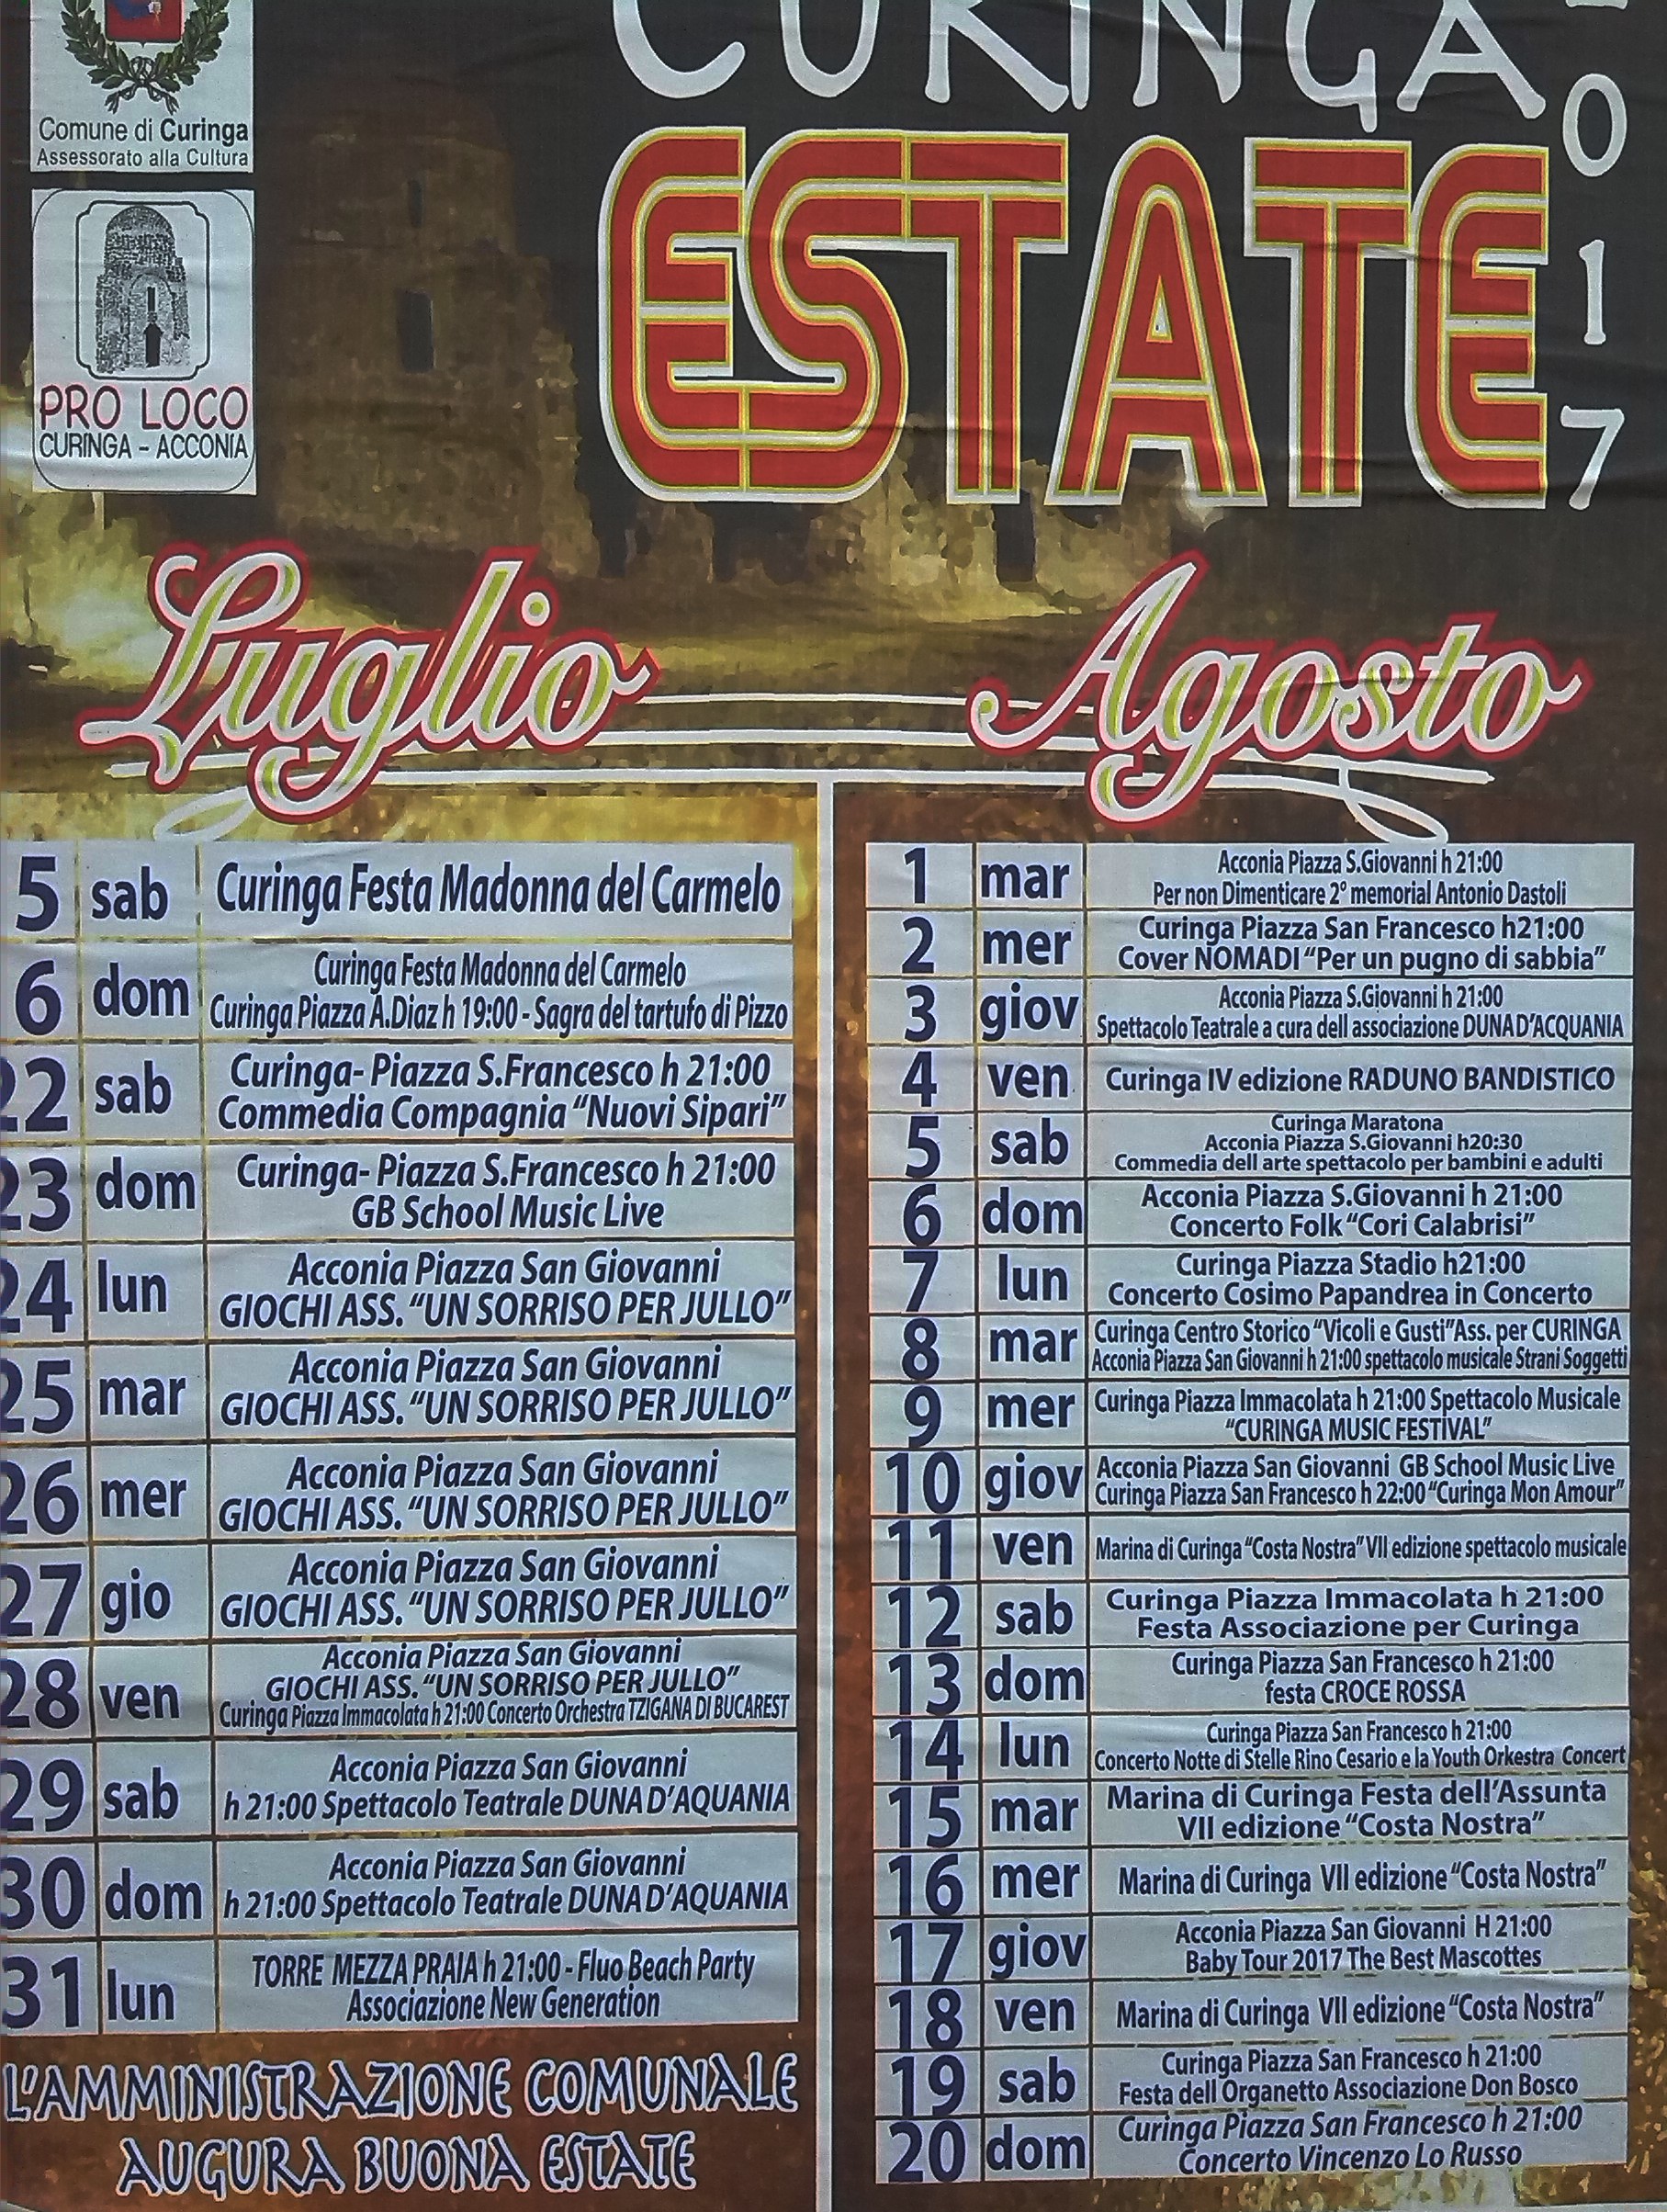 Comune di Curinga
Assessorato alla Cultura
PRO LOCO
CURINGA - ACCONIA
CURINGA
ESTATE
017
Luglio
5 sab Curinga Festa Madonna del Carmelo
6 dom Curinga Festa Madonna del Carmelo
Curinga Piazza A.Diaz h 19:00 - Sagra del tartufo di Pizzo
22 sab Curinga- Piazza S.Francesco h 21:00
Commedia Compagnia “Nuovi Sipari”
23 dom Curinga- Piazza S.Francesco h 21:00
GB School Music Live
24 lun Acconia Piazza San Giovanni
GIOCHI ASS. “UN SORRISO PER JULLO”
25 mar Acconia Piazza San Giovanni
GIOCHI ASS. “UN SORRISO PER JULLO”
26 mer Acconia Piazza San Giovanni
GIOCHI ASS. “UN SORRISO PER JULLO”
27 gio Acconia Piazza San Giovanni
GIOCHI ASS. “UN SORRISO PER JULLO”
28 ven Acconia Piazza San Giovanni
GIOCHI ASS. “UN SORRISO PER JULLO”
Curinga Piazza Immacolata h 21:00 Concerto Orchestra TZIGANA DI BUCAREST
29 sab Acconia Piazza San Giovanni
h 21:00 Spettacolo Teatrale DUNA D'AQUANIA
30 dom Acconia Piazza San Giovanni
h 21:00 Spettacolo Teatrale DUNA D'AQUANIA
31 lun TORRE MEZZA PRAIA h 21:00 - Fluo Beach Party
Associazione New Generation
L'AMMINISTRAZIONE COMUNALE
AUGURA BUONA ESTATE
Agosto
1 mar Acconia Piazza S.Giovanni h 21:00
Per non Dimenticare 2° memorial Antonio Dastoli
2 mer Curinga Piazza San Francesco h21:00
Cover NOMADI “Per un pugno di sabbia”
3 giov Acconia Piazza S.Giovanni h 21:00
Spettacolo Teatrale a cura dell associazione DUNA D'ACQUANIA
4 ven Curinga IV edizione RADUNO BANDISTICO
5 sab Curinga Maratona
Acconia Piazza S.Giovanni h20:30
Commedia dell arte spettacolo per bambini e adulti
6 dom Acconia Piazza S.Giovanni h 21:00
Concerto Folk “Cori Calabrisi”
7 lun Curinga Piazza Stadio h21:00
Concerto Cosimo Papandrea in Concerto
8 mar Curinga Centro Storico “Vicoli e Gusti” Ass. per CURINGA
Acconia Piazza San Giovanni h 21:00 spettacolo musicale Strani Soggetti
9 mer Curinga Piazza Immacolata h 21:00 Spettacolo Musicale
“CURINGA MUSIC FESTIVAL”
10 giov Acconia Piazza San Giovanni GB School Music Live
Curinga Piazza San Francesco h 22:00 “Curinga Mon Amour”
11 ven Marina di Curinga “Costa Nostra” VII edizione spettacolo musicale
12 sab Curinga Piazza Immacolata h 21:00
Festa Associazione per Curinga
13 dom Curinga Piazza San Francesco h 21:00
festa CROCE ROSSA
14 lun Curinga Piazza San Francesco h 21:00
Concerto Notte di Stelle Rino Cesario e la Youth Orkestra Concert
15 mar Marina di Curinga Festa dell'Assunta
VII edizione “Costa Nostra”
16 mer Marina di Curinga VII edizione “Costa Nostra”
17 giov Acconia Piazza San Giovanni H 21:00
Baby Tour 2017 The Best Mascottes
18 ven Marina di Curinga VII edizione “Costa Nostra”
19 sab Curinga Piazza San Francesco h 21:00
Festa dell Organetto Associazione Don Bosco
20 dom Curinga Piazza San Francesco h 21:00
Concerto Vincenzo Lo Russo